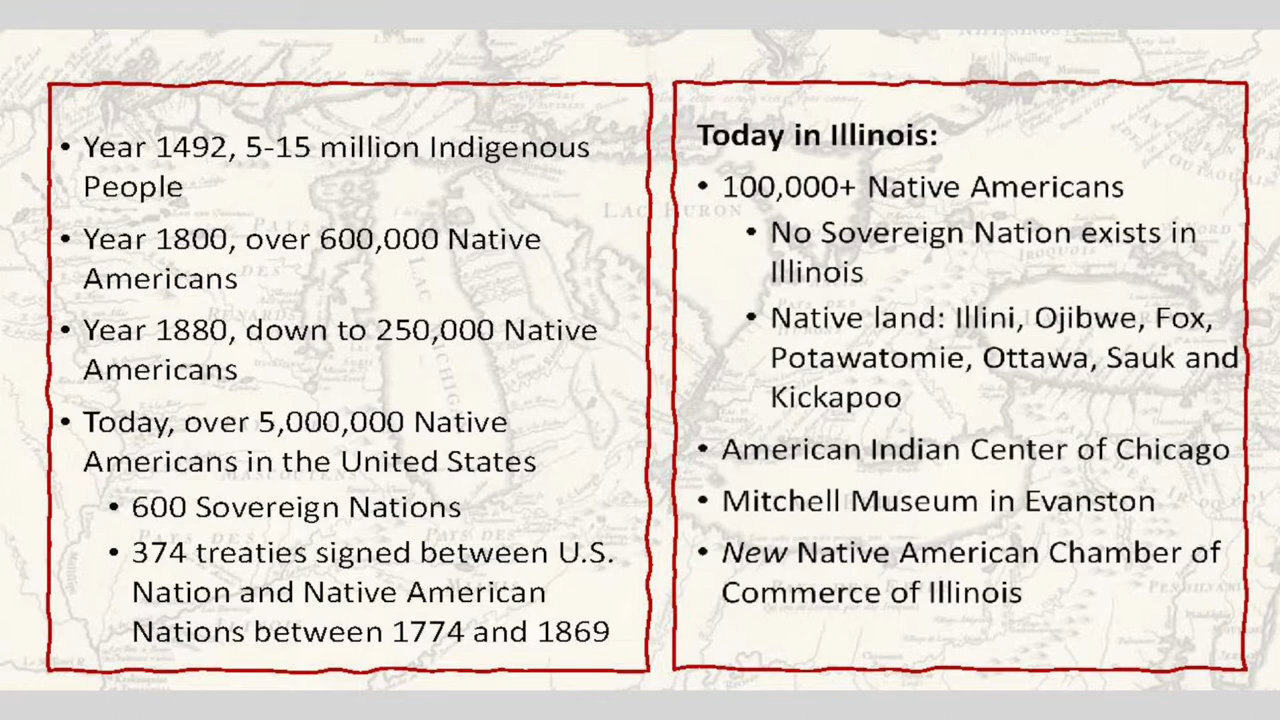 • Year 1492, 5-15 million Indigenous
People
• Year 1800, over 600,000 Native
Americans
• Year 1880, down to 250,000 Native
Americans
• Today, over 5,000,000 Native
Americans in the United States
• 600 Sovereign Nations
• 374 treaties signed between U.S.
Nation and Native American
Nations between 1774 and 1869
Today in Illinois:
• 100,000+ Native Americans
• No Sovereign Nation exists in
Illinois
• Native land: Illini, Ojibwe, Fox,
Potawatomie, Ottawa, Sauk and
Kickapoo
• American Indian Center of Chicago
• Mitchell Museum in Evanston
• New Native American Chamber of
Commerce of Illinois
LAC HURON